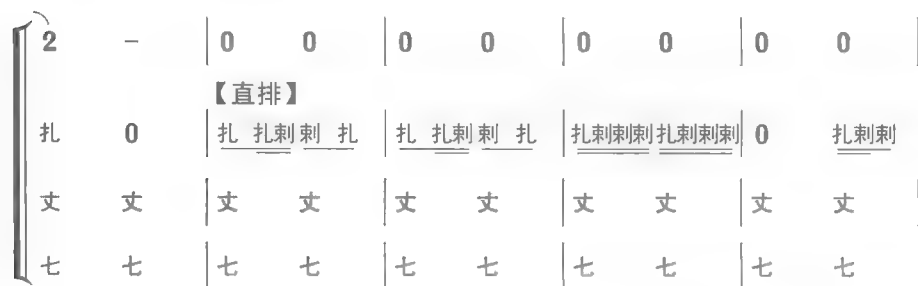 2 - | 0 0 | 0 0 | 0 0 | 0 0 |
【直排】
扎 0 | 扎 扎刺刺 扎 | 扎 扎刺刺 扎 | 扎刺刺刺 扎刺刺刺 | 0 扎刺刺
丈 丈 | 丈 丈 | 丈 丈 | 丈 丈 | 丈 丈 |
七 七 | 七 七 | 七 七 | 七 七 | 七 七